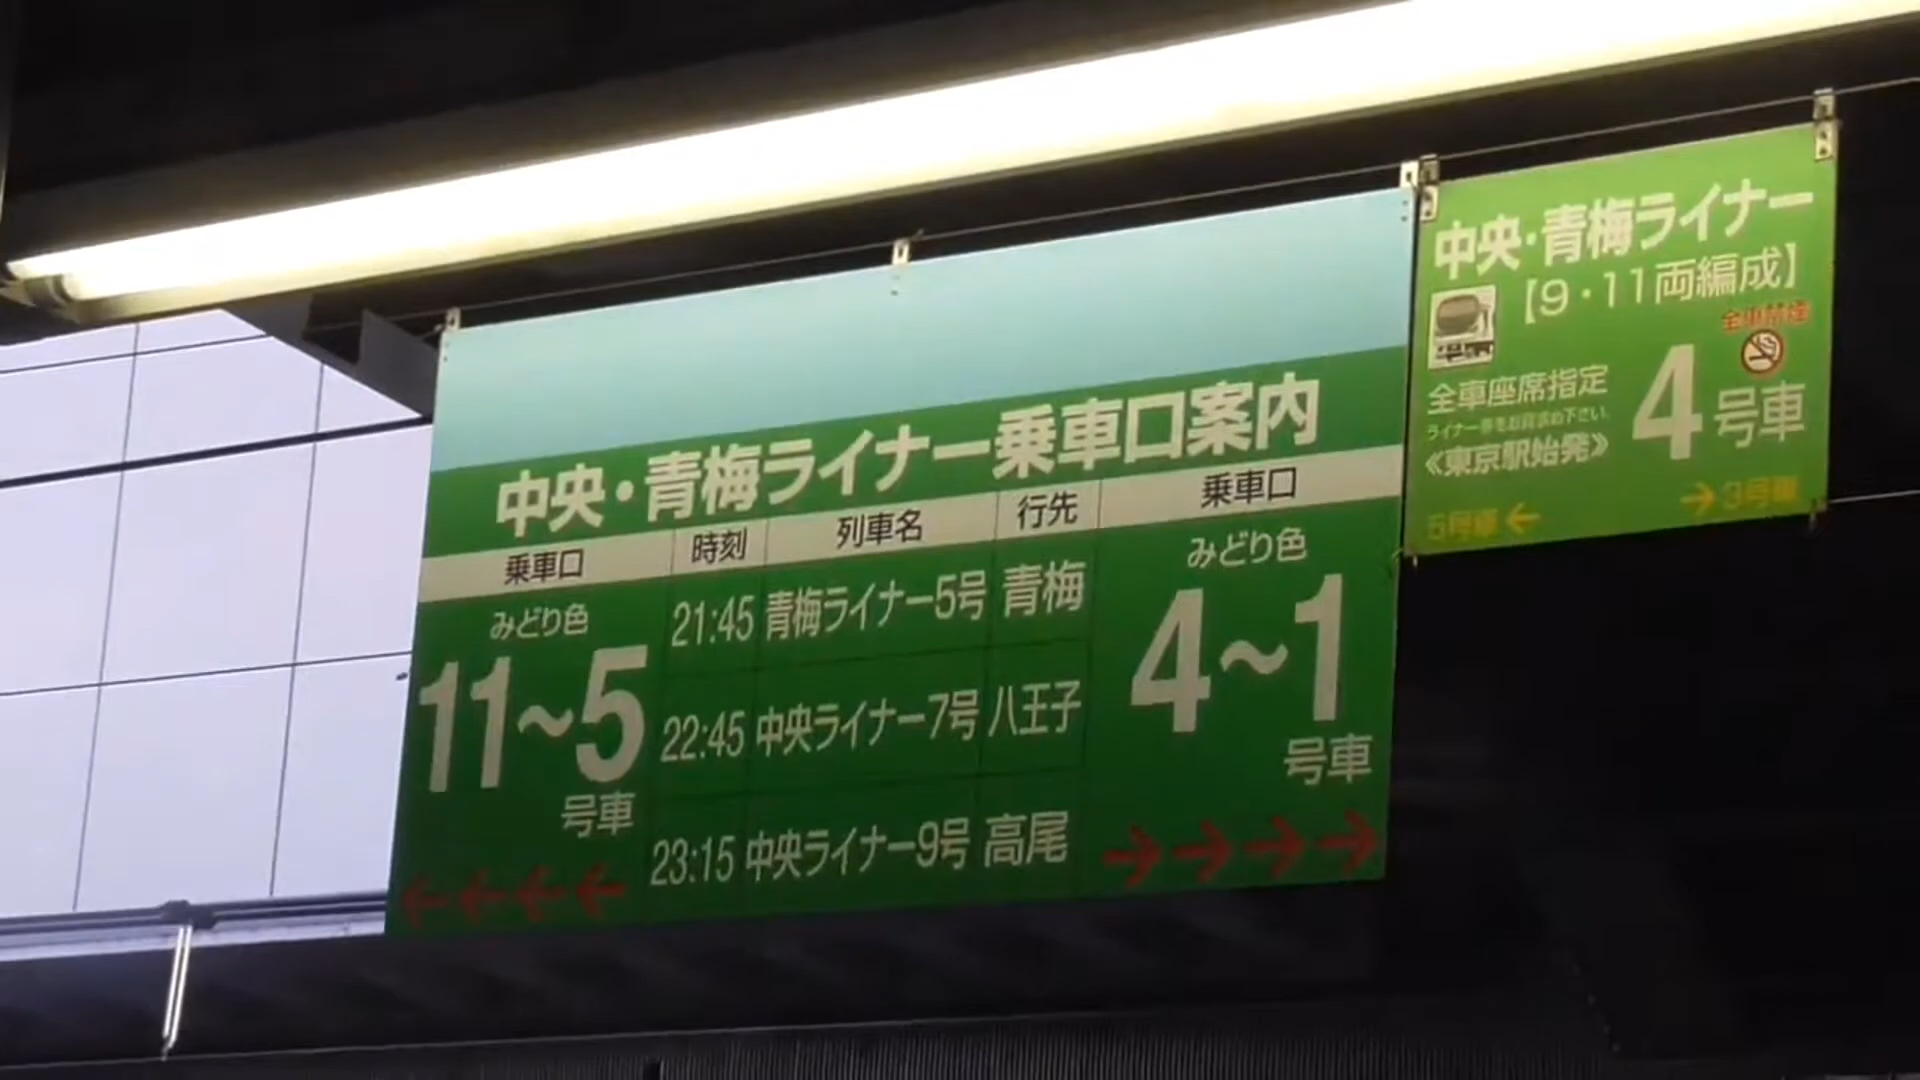 中央・青梅ライナー乗車口案内
乗車口 時刻 列車名 行先 乗車口
みどり色
11~5
号車
21:45 青梅ライナー5号 青梅
22:45 中央ライナー7号 八王子
23:15 中央ライナー9号 高尾
みどり色
4~1
号車
← ← ← ←
→ → → →
中央・青梅ライナー
【9・11両編成】
全車禁煙
全車座席指定
ライナー券をお買求め下さい。
《東京駅始発》
4号車
5号車←
→3号車